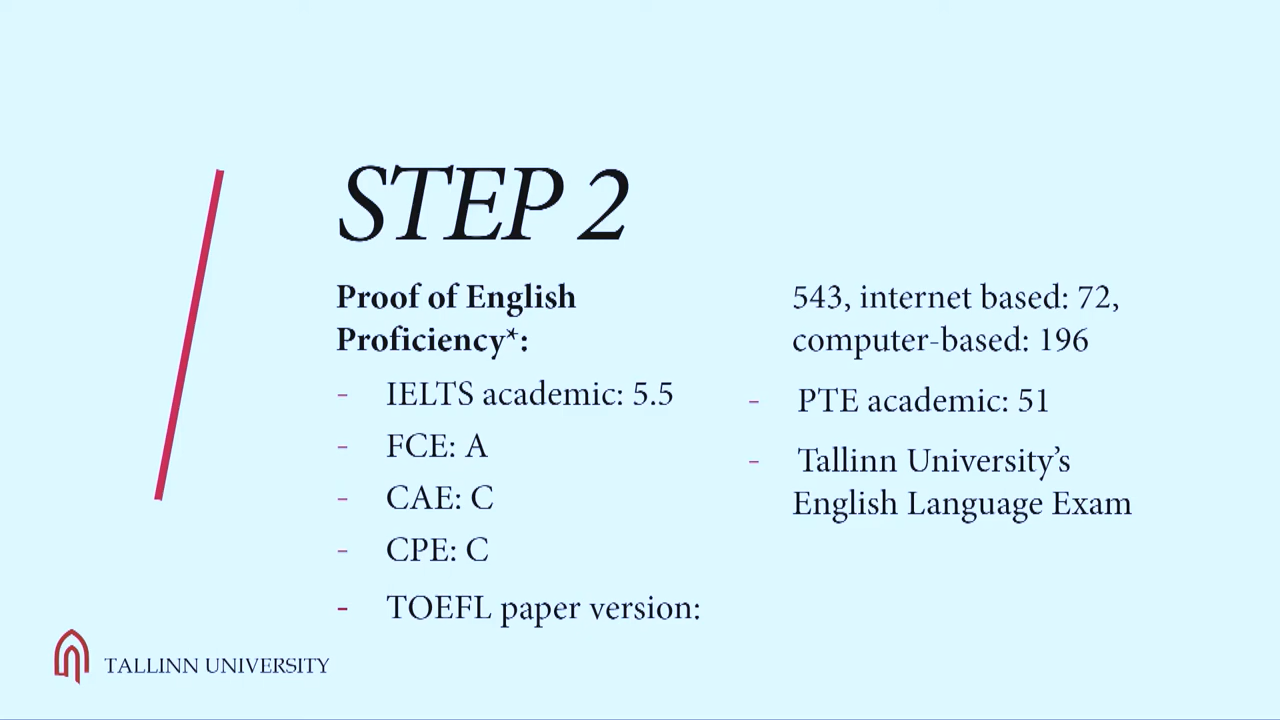 STEP 2
Proof of English
Proficiency*:
- IELTS academic: 5.5
- FCE: A
- CAE: C
- CPE: C
- TOEFL paper version:
543, internet based: 72,
computer-based: 196
- PTE academic: 51
- Tallinn University’s
English Language Exam
TALLINN UNIVERSITY